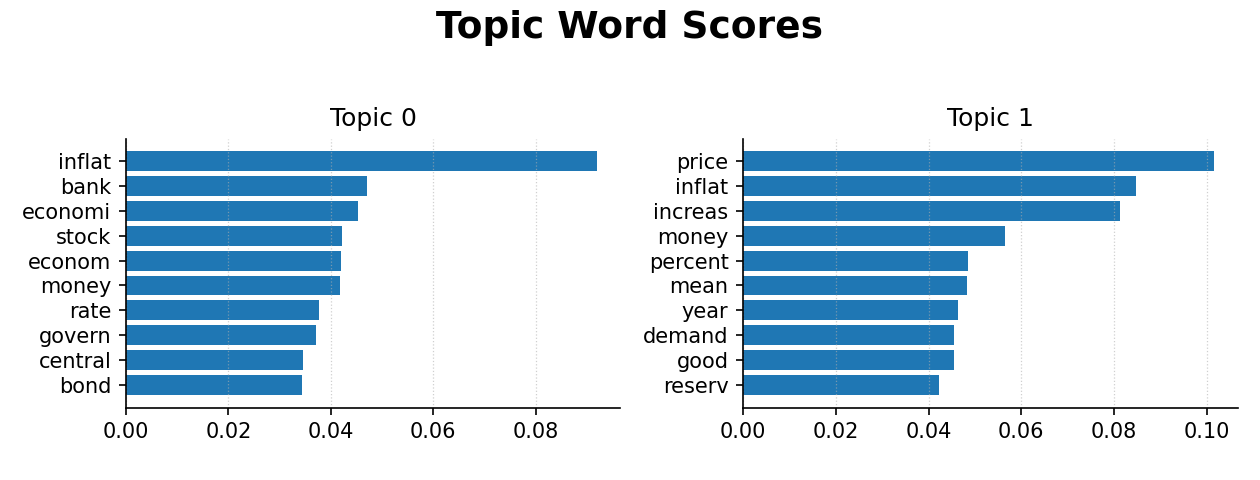 Topic Word Scores
Topic 0
inflat
bank
economi
stock
econom
money
rate
govern
central
bond
0.00 0.02 0.04 0.06 0.08
Topic 1
price
inflat
increas
money
percent
mean
year
demand
good
reserv
0.00 0.02 0.04 0.06 0.08 0.10